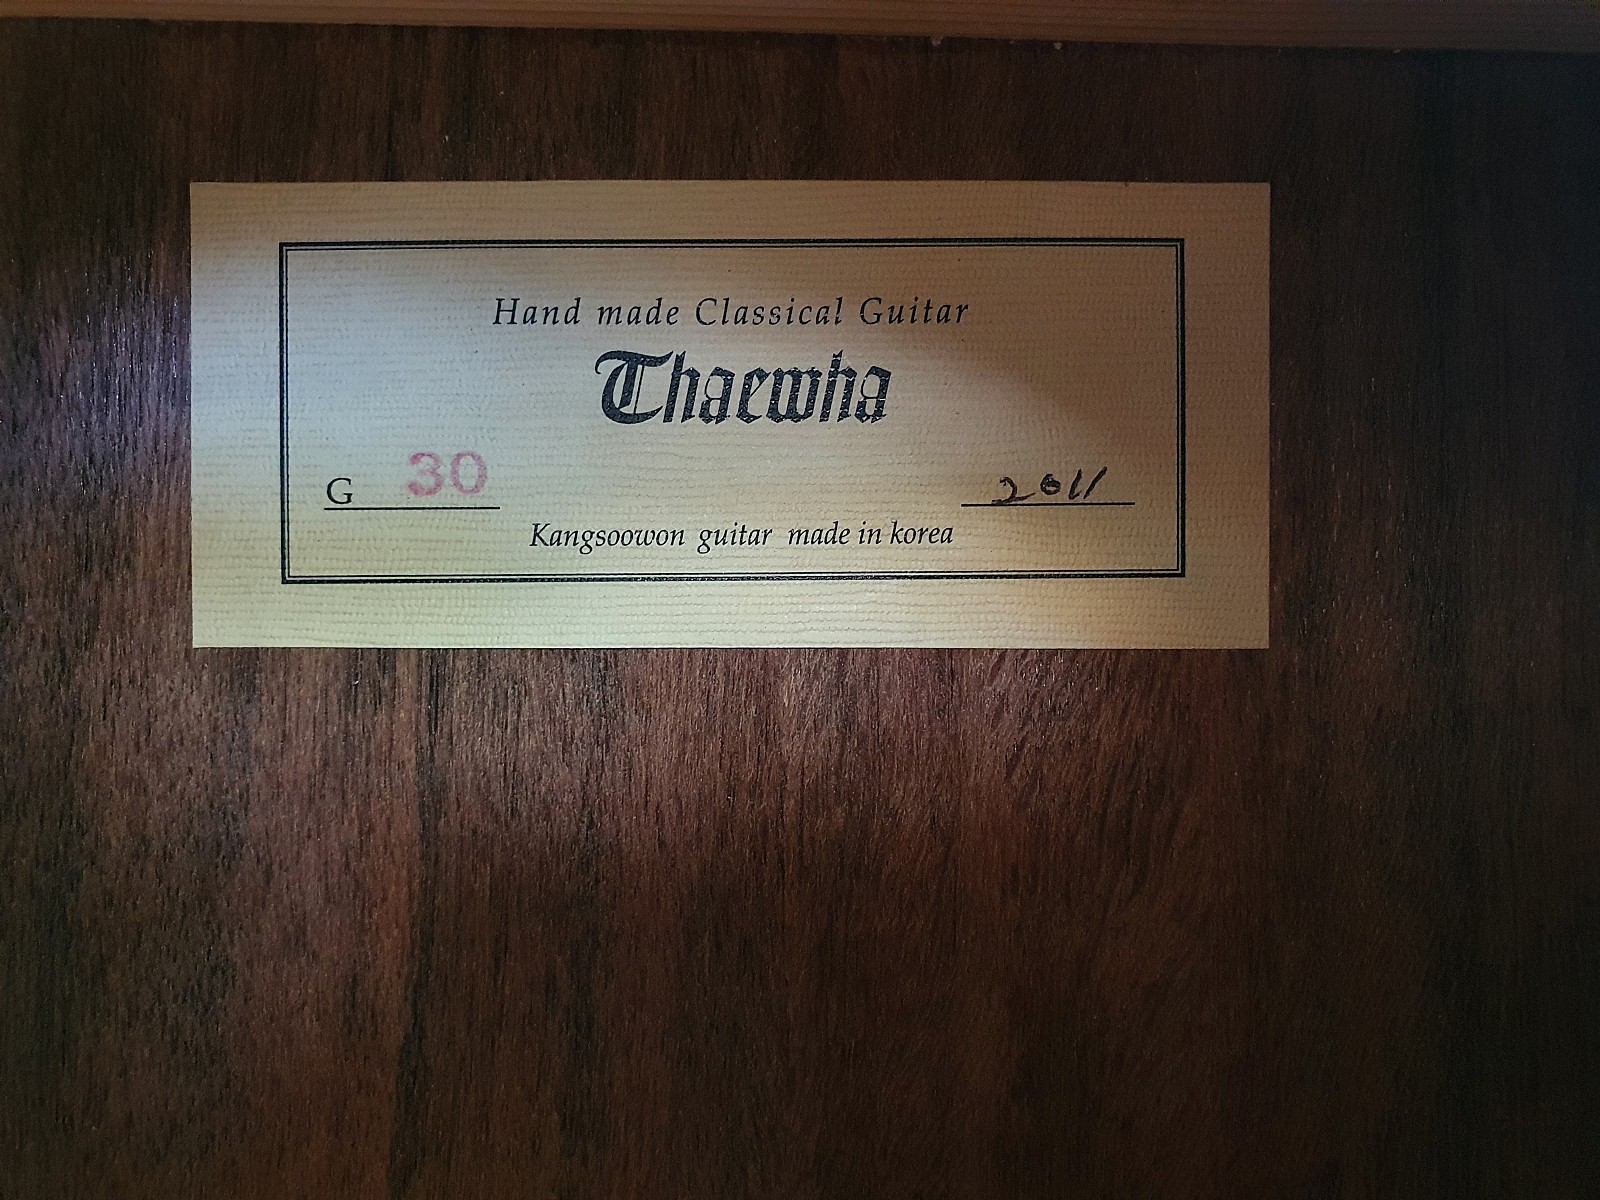 Hand made Classical Guitar
Thaewha
G 30 2011
Kangsoowon guitar made in korea